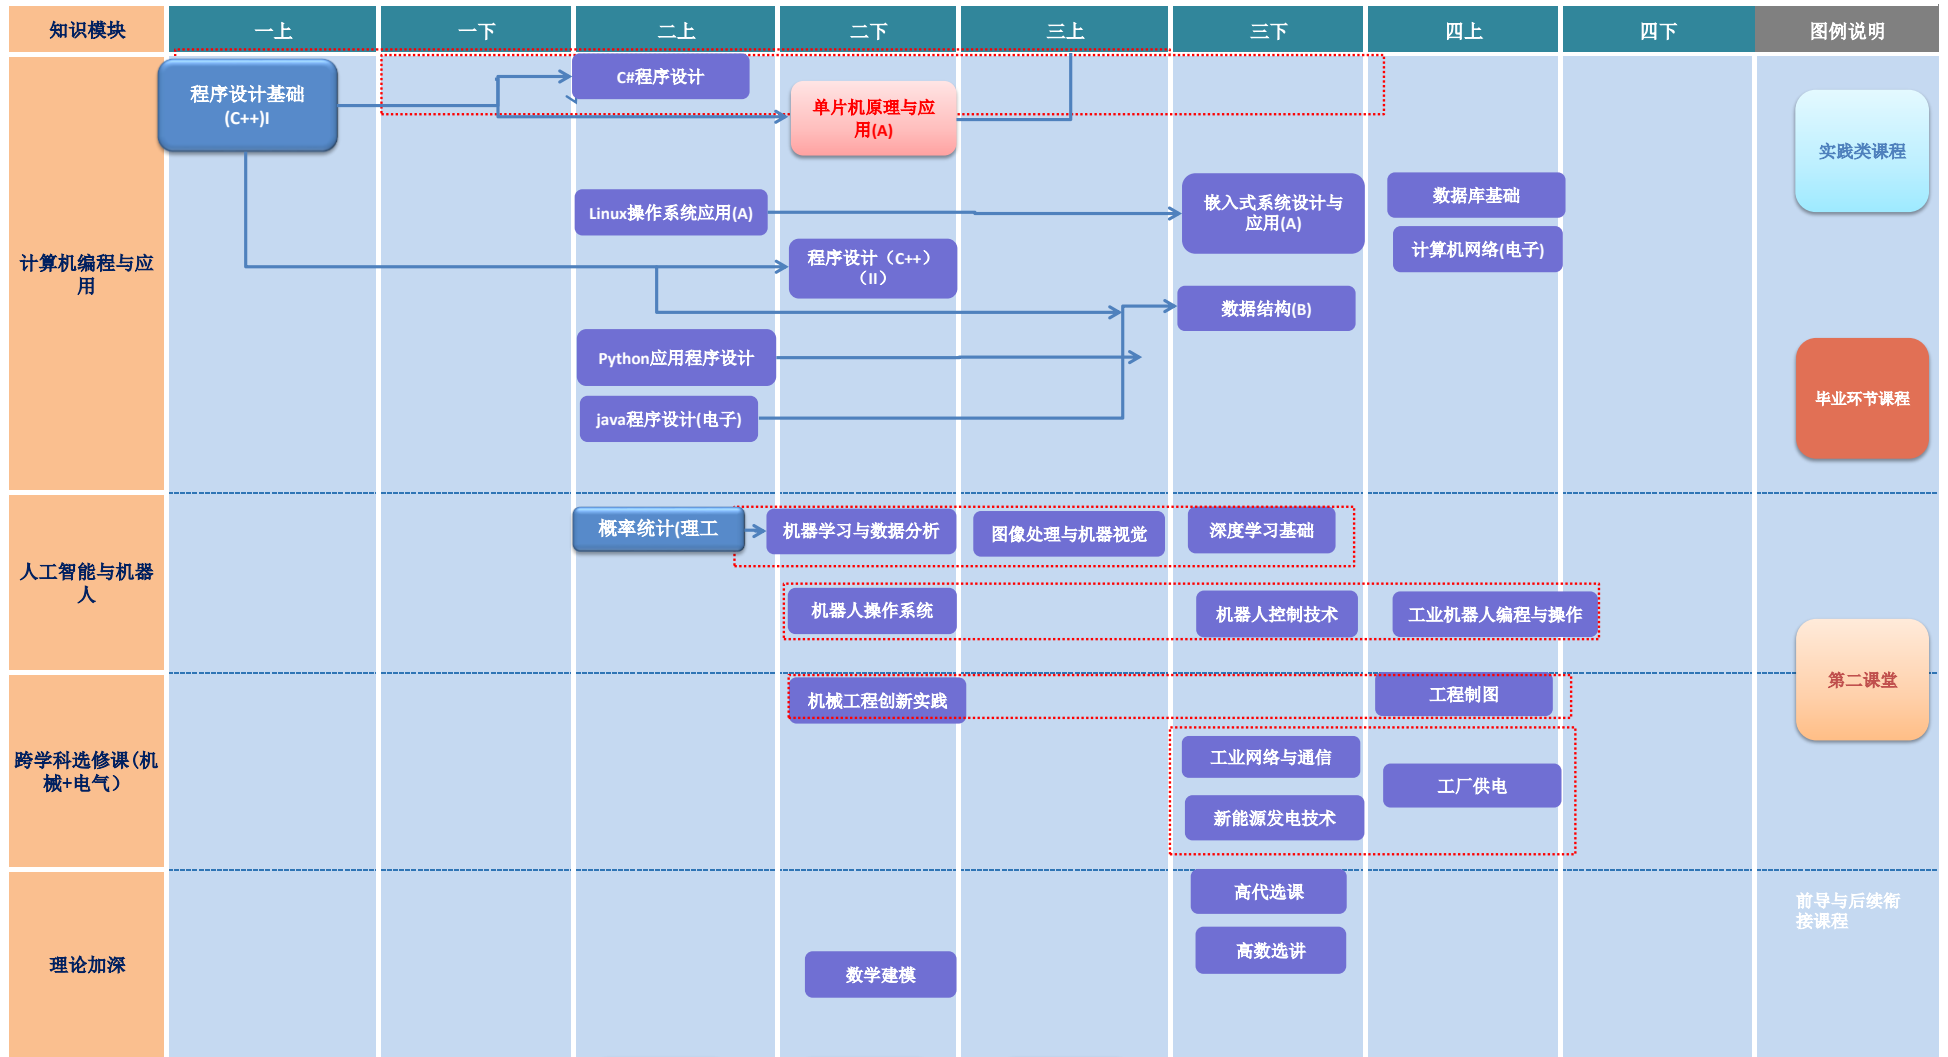 知识模块
一上
一下
二上
二下
三上
三下
四上
四下
图例说明
计算机编程与应
用
程序设计基础
(C++)I
C#程序设计
单片机原理与应
用(A)
Linux操作系统应用(A)
嵌入式系统设计与
应用(A)
数据库基础
计算机网络(电子)
程序设计（C++）
（II）
数据结构(B)
Python应用程序设计
java程序设计(电子)
实践类课程
毕业环节课程
人工智能与机器
人
概率统计(理工
机器学习与数据分析
图像处理与机器视觉
深度学习基础
机器人操作系统
机器人控制技术
工业机器人编程与操作
第二课堂
跨学科选修课(机
械+电气）
机械工程创新实践
工程制图
工业网络与通信
工厂供电
新能源发电技术
理论加深
高代选课
高数选讲
数学建模
前导与后续衔
接课程